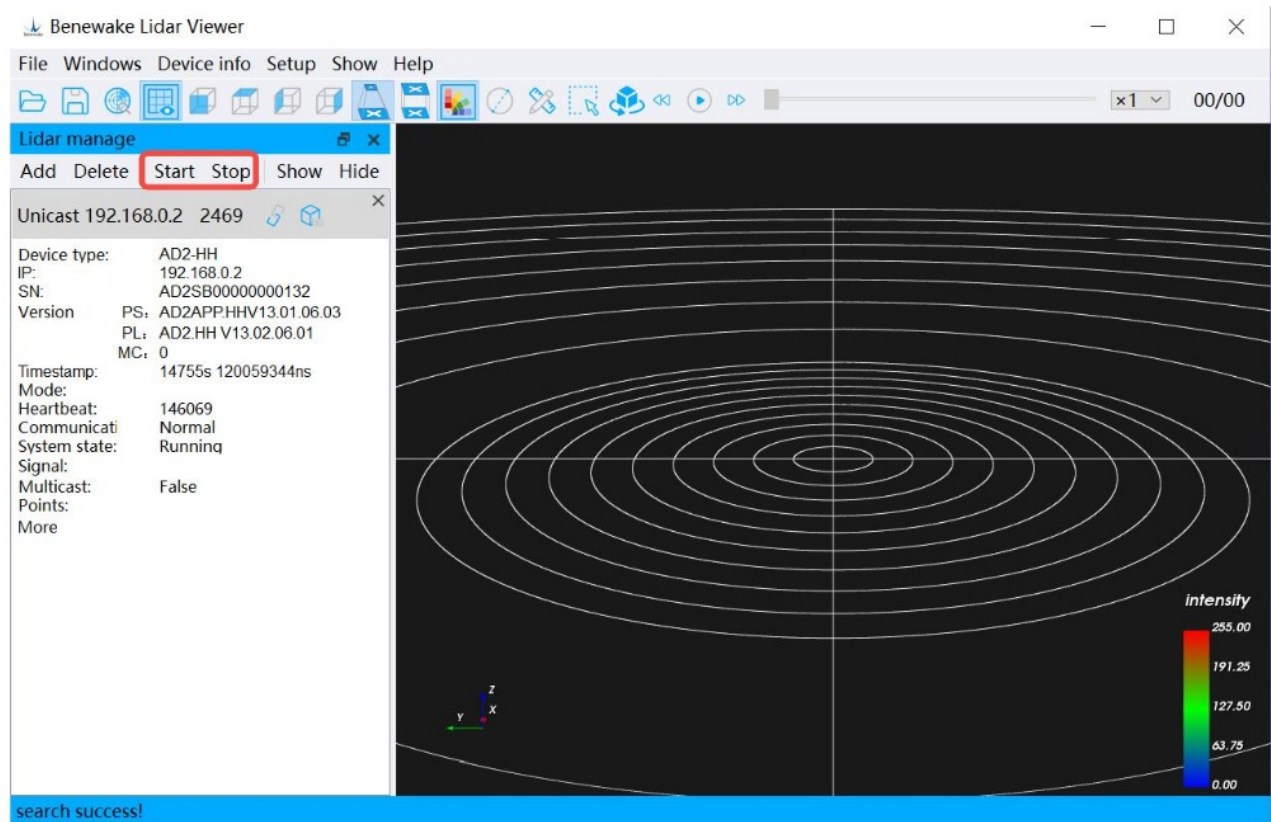 Benewake Lidar Viewer
File Windows Device info Setup Show Help
×1 00/00
Lidar manage
Add Delete Start Stop Show Hide
Unicast 192.168.0.2 2469
Device type: AD2-HH
IP: 192.168.0.2
SN: AD2SB00000000132
Version PS: AD2APP.HHV13.01.06.03
PL: AD2.HH V13.02.06.01
MC: 0
Timestamp: 14755s 120059344ns
Mode:
Heartbeat: 146069
Communicati Normal
System state: Running
Signal:
Multicast: False
Points:
More
intensity
255.00
191.25
127.50
63.75
0.00
Z
X
Y
search success!